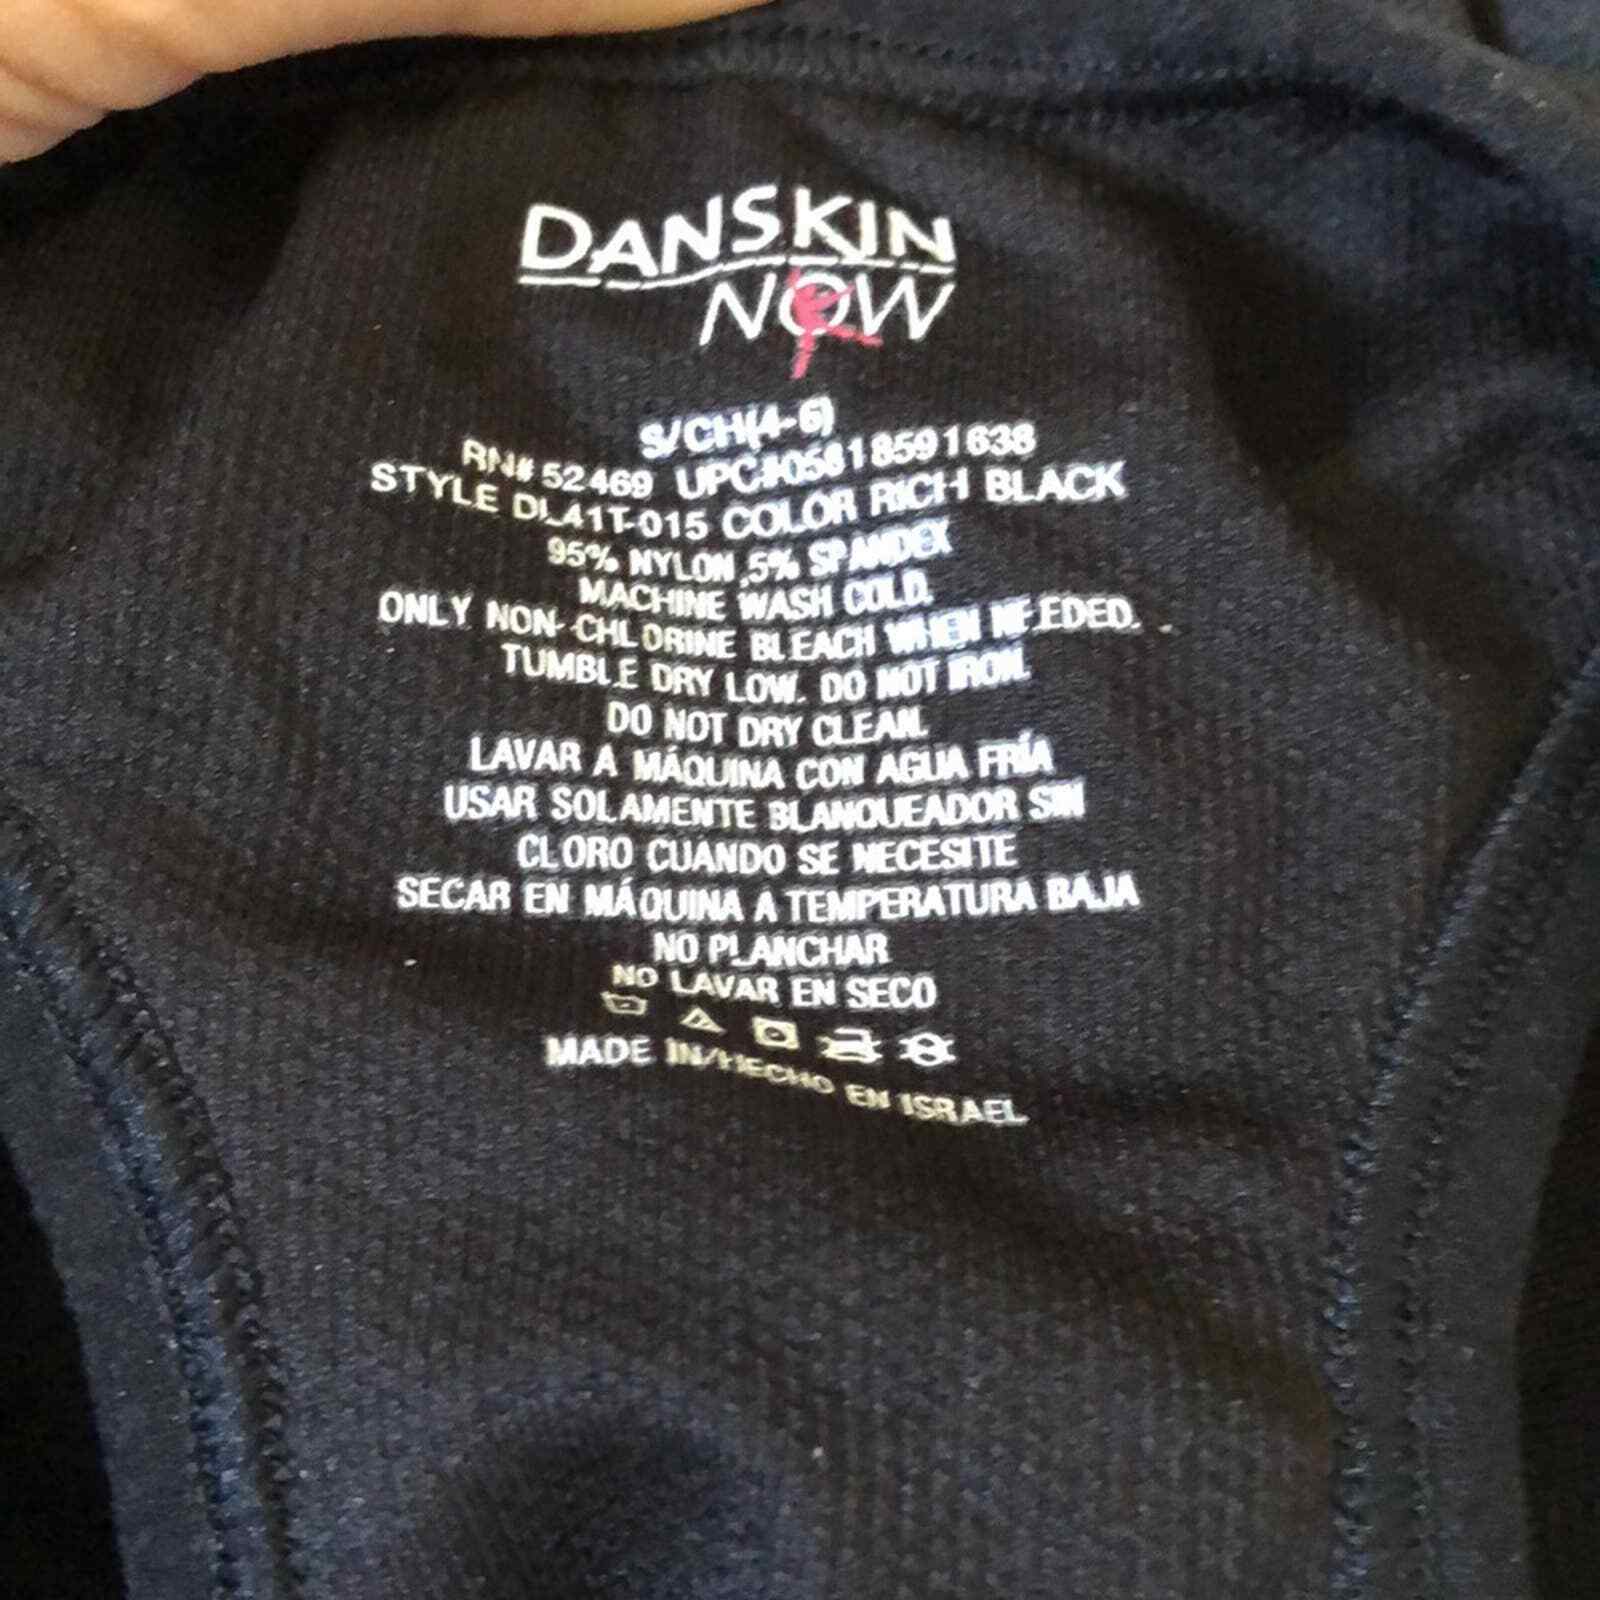 DANSKIN
NOW
S/CH(4-6)
RN# 52469 UPC#05818591638
STYLE DL41T-015 COLOR RICH BLACK
95% NYLON, 5% SPANDEX
MACHINE WASH COLD.
ONLY NON-CHLORINE BLEACH WHEN NEEDED.
TUMBLE DRY LOW. DO NOT IRON.
DO NOT DRY CLEAN.
LAVAR A MÁQUINA CON AGUA FRÍA
USAR SOLAMENTE BLANQUEADOR SIN
CLORO CUANDO SE NECESITE
SECAR EN MÁQUINA A TEMPERATURA BAJA
NO PLANCHAR
NO LAVAR EN SECO
MADE IN/HECHO EN ISRAEL